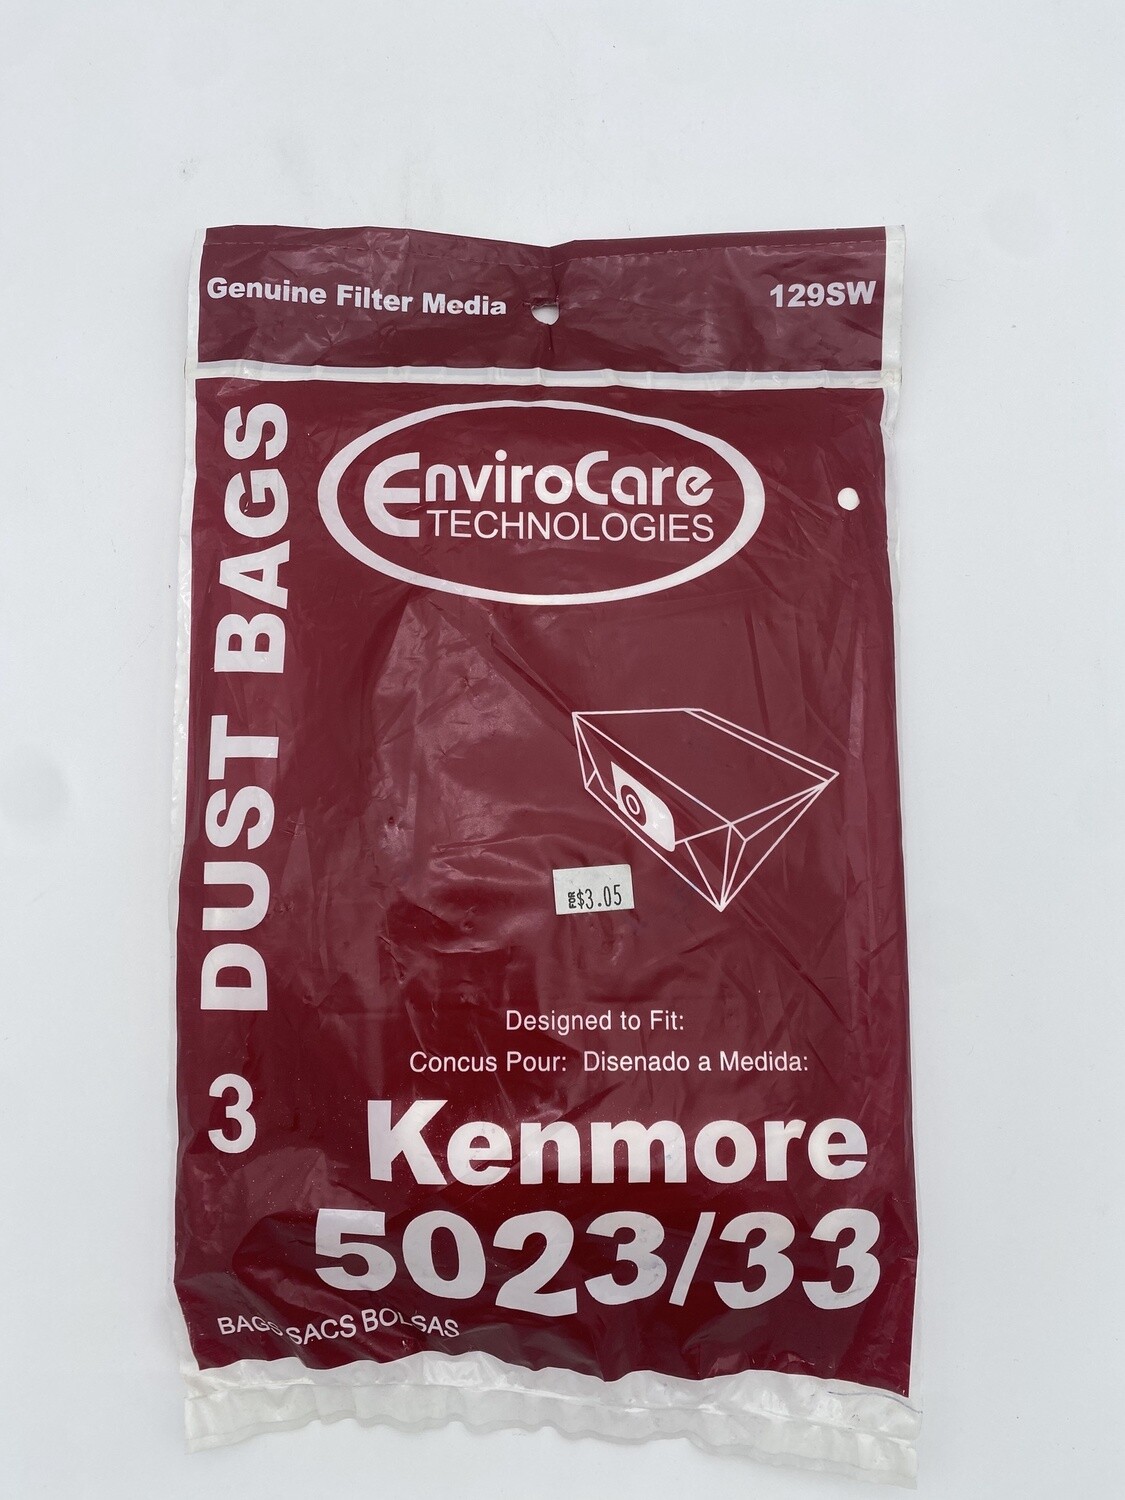 Genuine Filter Media
129SW
EnviroCare
TECHNOLOGIES
3 DUST BAGS
FOR $3.05
Designed to Fit:
Concus Pour: Disenado a Medida:
Kenmore
5023/33
BAGS SACS BOLSAS